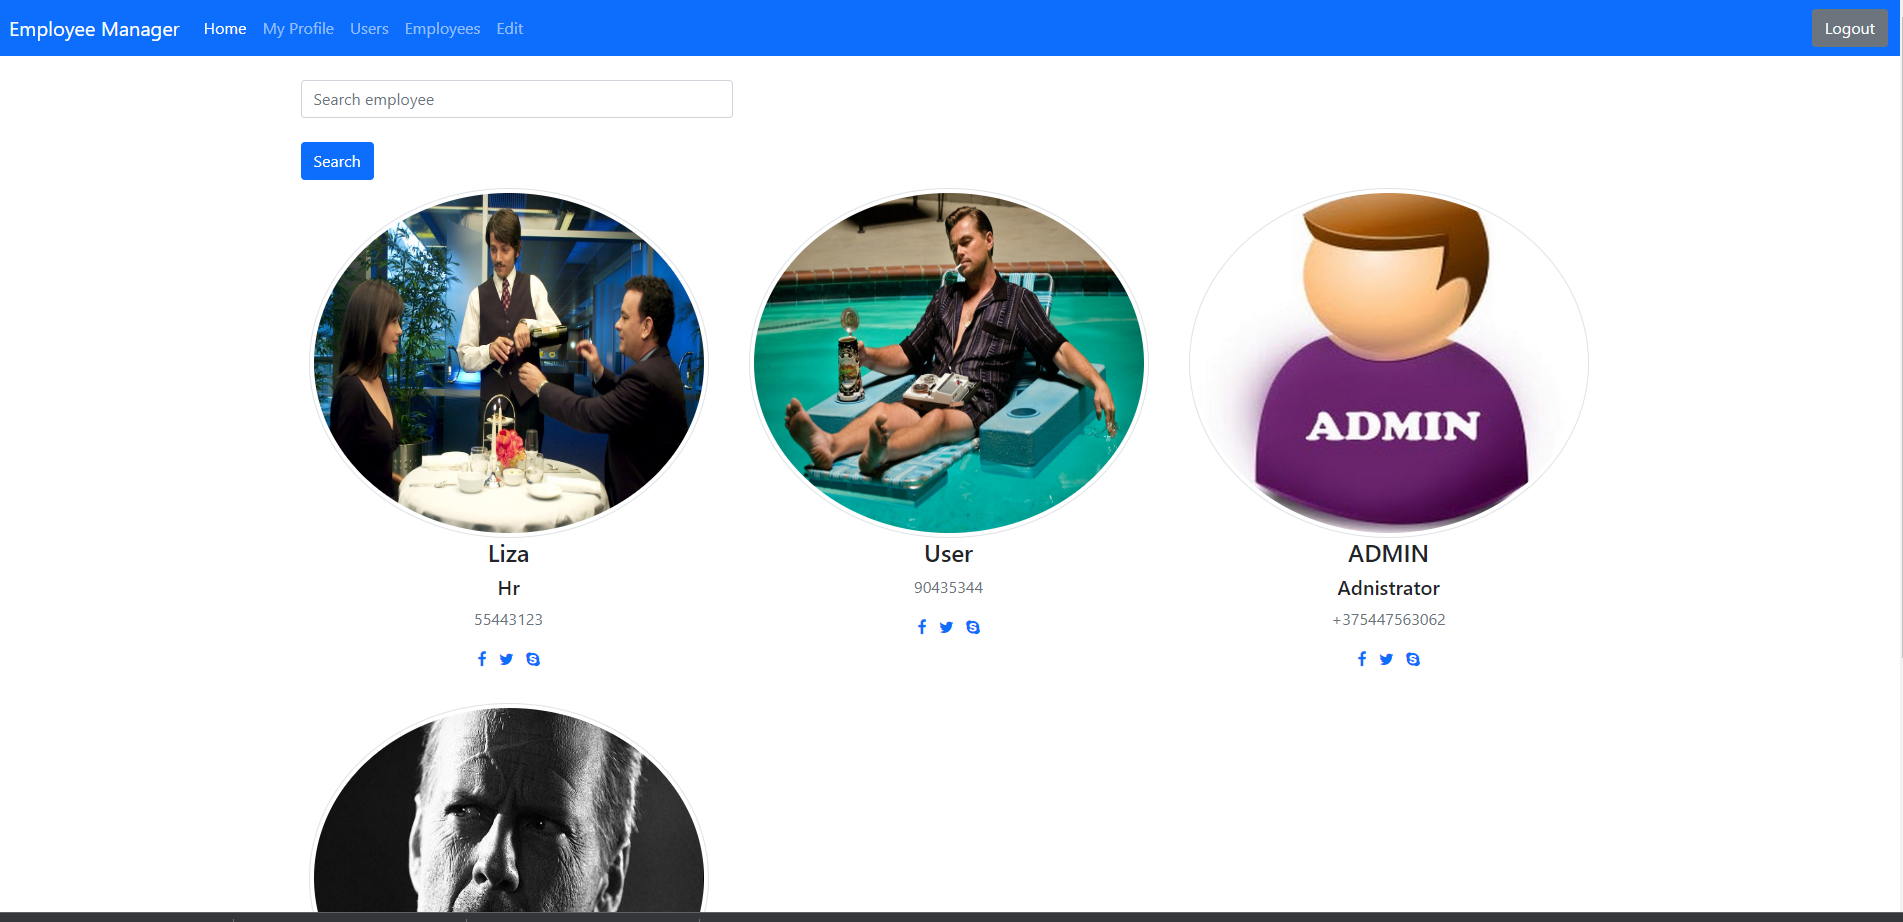 Employee Manager Home My Profile Users Employees Edit Logout
Search employee
Search
ADMIN
Liza
Hr
55443123
User
90435344
ADMIN
Adnistrator
+375447563062